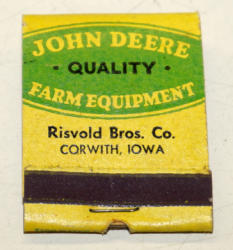 JOHN DEERE
• QUALITY •
FARM EQUIPMENT
Risvold Bros. Co.
CORWITH, IOWA